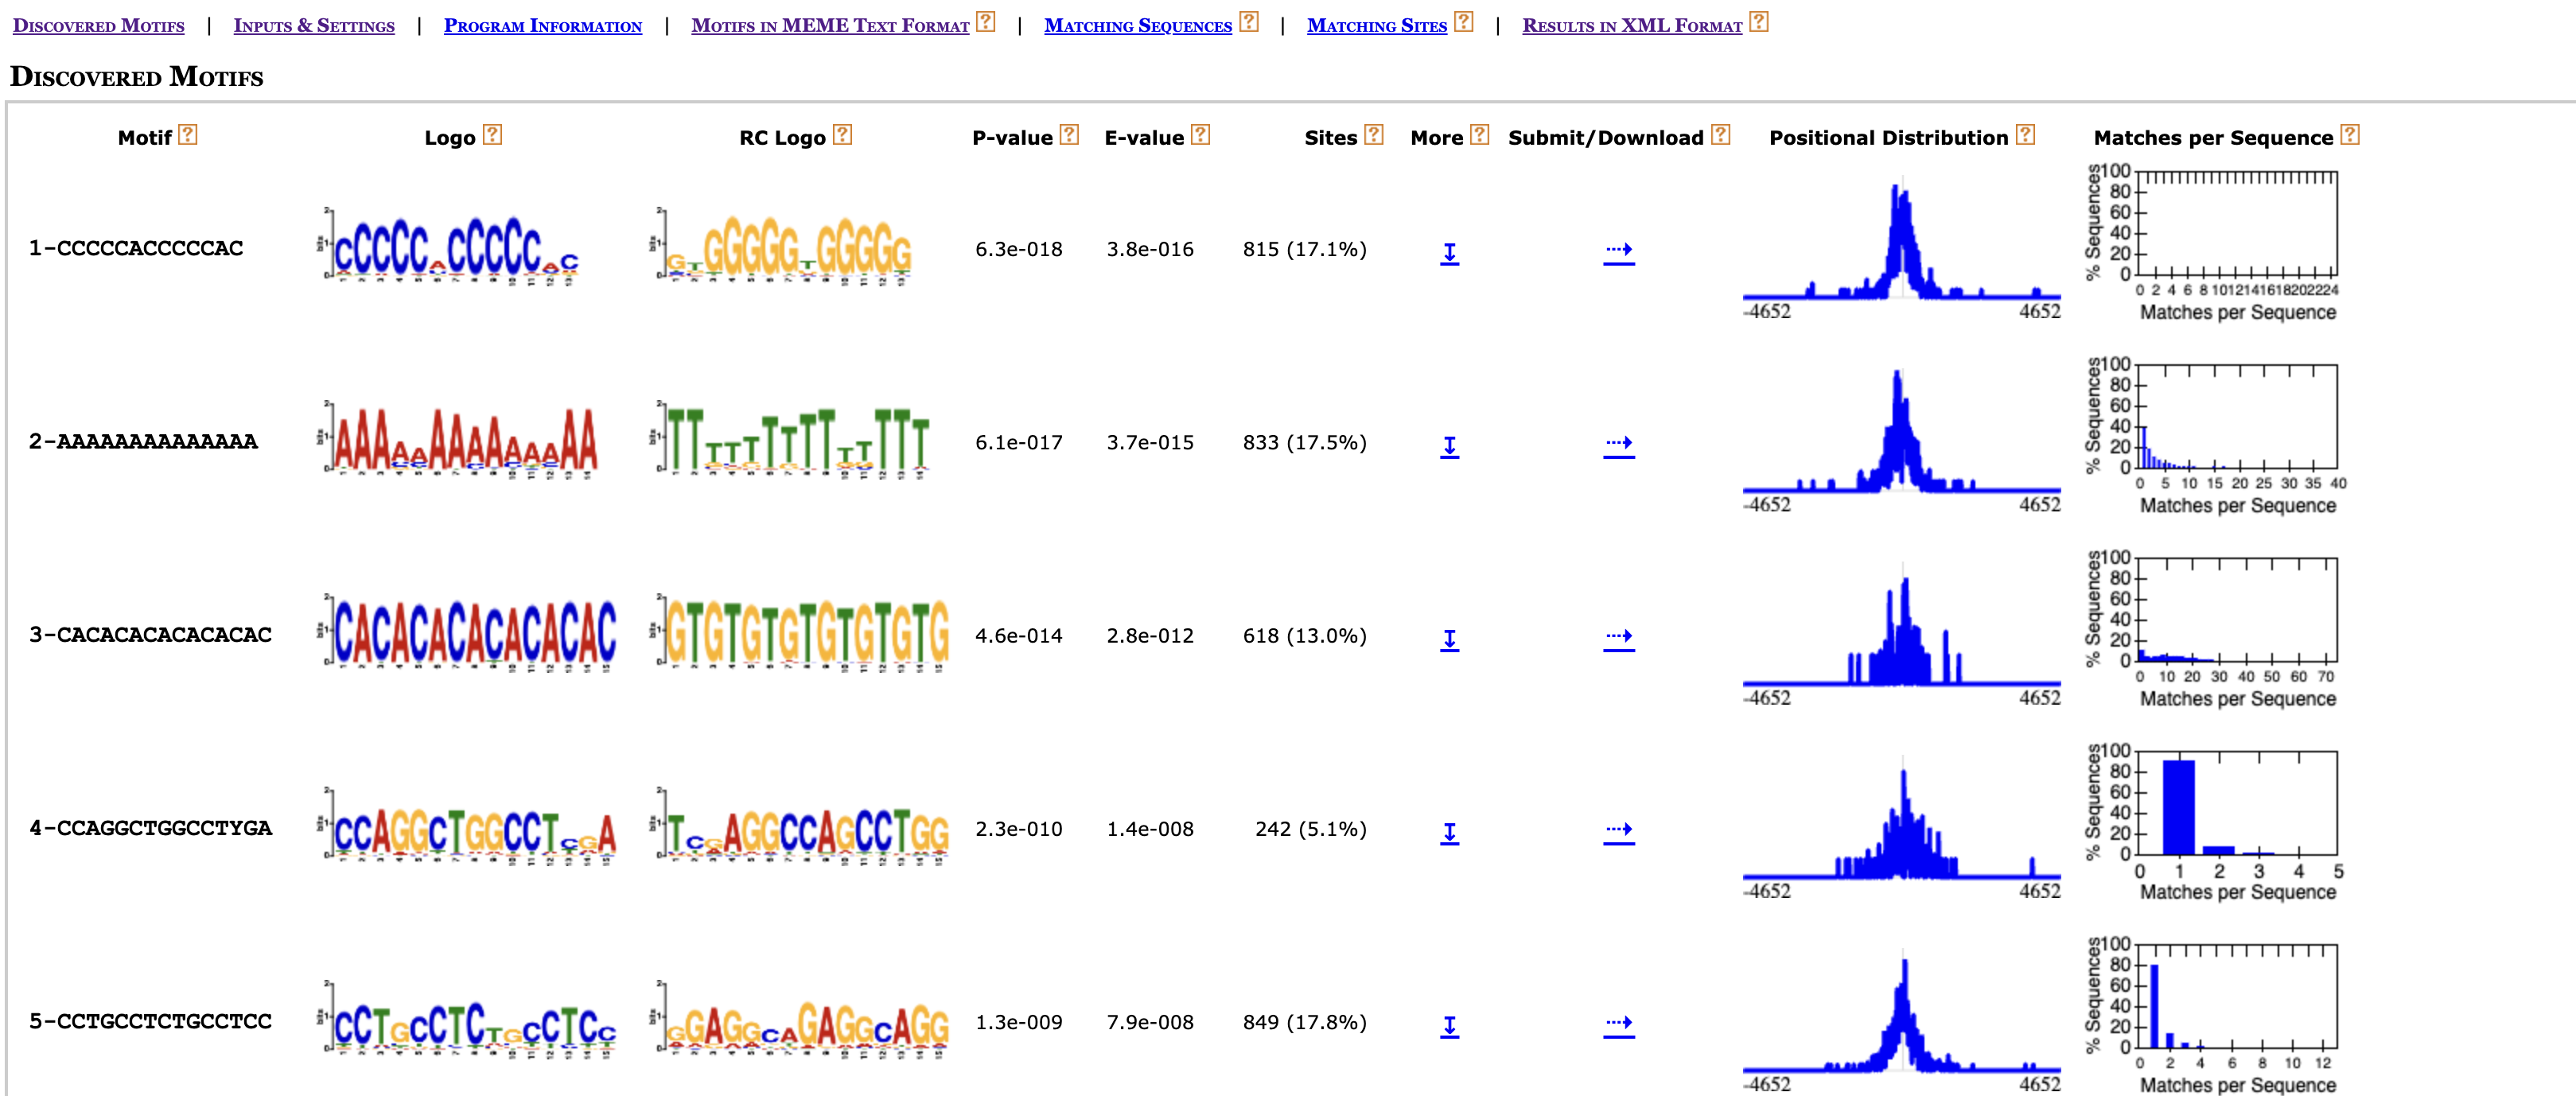 Discovered Motifs | Inputs & Settings | Program Information | Motifs in MEME Text Format ? | Matching Sequences ? | Matching Sites ? | Results in XML Format ?
Discovered Motifs
Motif ? Logo ? RC Logo ? P-value ? E-value ? Sites ? More ? Submit/Download ? Positional Distribution ? Matches per Sequence ?
1-CCCCCACCCCCAC 6.3e-018 3.8e-016 815 (17.1%)
-4652 4652
% Sequences
100
80
60
40
20
0
0 2 4 6 8 1012141618202224
Matches per Sequence
2-AAAAAAAAAAAAAA 6.1e-017 3.7e-015 833 (17.5%)
-4652 4652
% Sequences
100
80
60
40
20
0
0 5 10 15 20 25 30 35 40
Matches per Sequence
3-CACACACACACACAC 4.6e-014 2.8e-012 618 (13.0%)
-4652 4652
% Sequences
100
80
60
40
20
0
0 10 20 30 40 50 60 70
Matches per Sequence
4-CCAGGCTGGCCTYGA 2.3e-010 1.4e-008 242 (5.1%)
-4652 4652
% Sequences
100
80
60
40
20
0
0 1 2 3 4 5
Matches per Sequence
5-CCTGCCTCTGCCTCC 1.3e-009 7.9e-008 849 (17.8%)
-4652 4652
% Sequences
100
80
60
40
20
0
0 2 4 6 8 10 12
Matches per Sequence